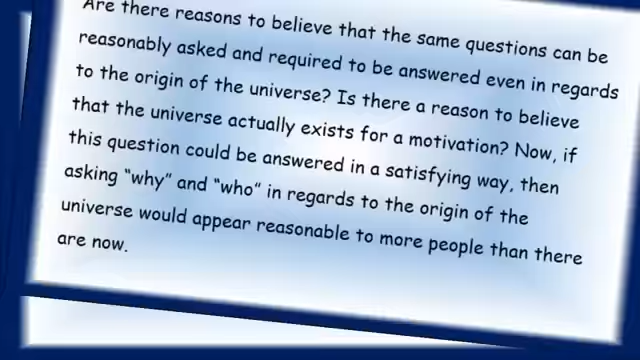 Are there reasons to believe that the same questions can be
reasonably asked and required to be answered even in regards
to the origin of the universe? Is there a reason to believe
that the universe actually exists for a motivation? Now, if
this question could be answered in a satisfying way, then
asking “why” and “who” in regards to the origin of the
universe would appear reasonable to more people than there
are now.